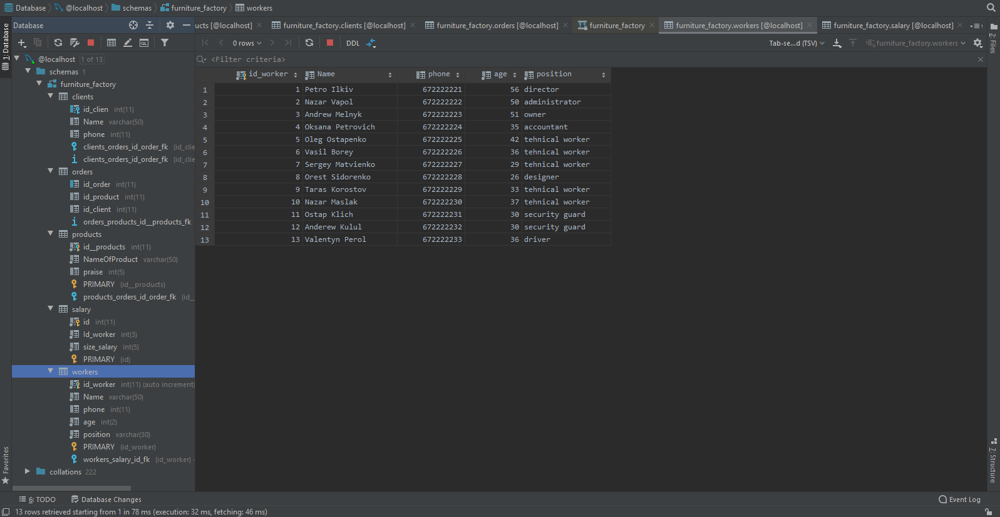 Database @localhost schemas furniture_factory workers
Database
ucts [@localhost] furniture_factory.clients [@localhost] furniture_factory.orders [@localhost] furniture_factory furniture_factory.workers [@localhost] furniture_factory.salary [@localhost]
0 rows DDL Tab-se...d (TSV) furniture_factory.workers
<Filter criteria>
1: Database
Favorites
2: Files
7: Structure
@localhost 1 of 13
schemas 1
furniture_factory
clients
id_clien int(11)
Name varchar(50)
phone int(11)
clients_orders_id_order_fk (id_clie
clients_orders_id_order_fk (id_clie
orders
id_order int(11)
id_product int(11)
id_client int(11)
orders_products_id__products_fk
products
id__products int(11)
NameOfProduct varchar(50)
praise int(5)
PRIMARY (id__products)
products_orders_id_order_fk (id__
salary
id int(11)
Id_worker int(3)
size_salary int(5)
PRIMARY (id)
workers
id_worker int(11) (auto increment)
Name varchar(50)
phone int(11)
age int(2)
position varchar(30)
PRIMARY (id_worker)
workers_salary_id_fk (id_worker)
collations 222
id_worker Name phone age position
1 1 Petro Ilkiv 672222221 56 director
2 2 Nazar Vapol 672222222 50 administrator
3 3 Andrew Melnyk 672222223 51 owner
4 4 Oksana Petrovich 672222224 35 accountant
5 5 Oleg Ostapenko 672222225 42 tehnical worker
6 6 Vasil Borey 672222226 36 tehnical worker
7 7 Sergey Matvienko 672222227 29 tehnical worker
8 8 Orest Sidorenko 672222228 26 designer
9 9 Taras Korostov 672222229 33 tehnical worker
10 10 Nazar Maslak 672222230 37 tehnical worker
11 11 Ostap Klich 672222231 30 security guard
12 12 Anderew Kulul 672222232 30 security guard
13 13 Valentyn Perol 672222233 36 driver
6: TODO Database Changes Event Log
13 rows retrieved starting from 1 in 78 ms (execution: 32 ms, fetching: 46 ms)